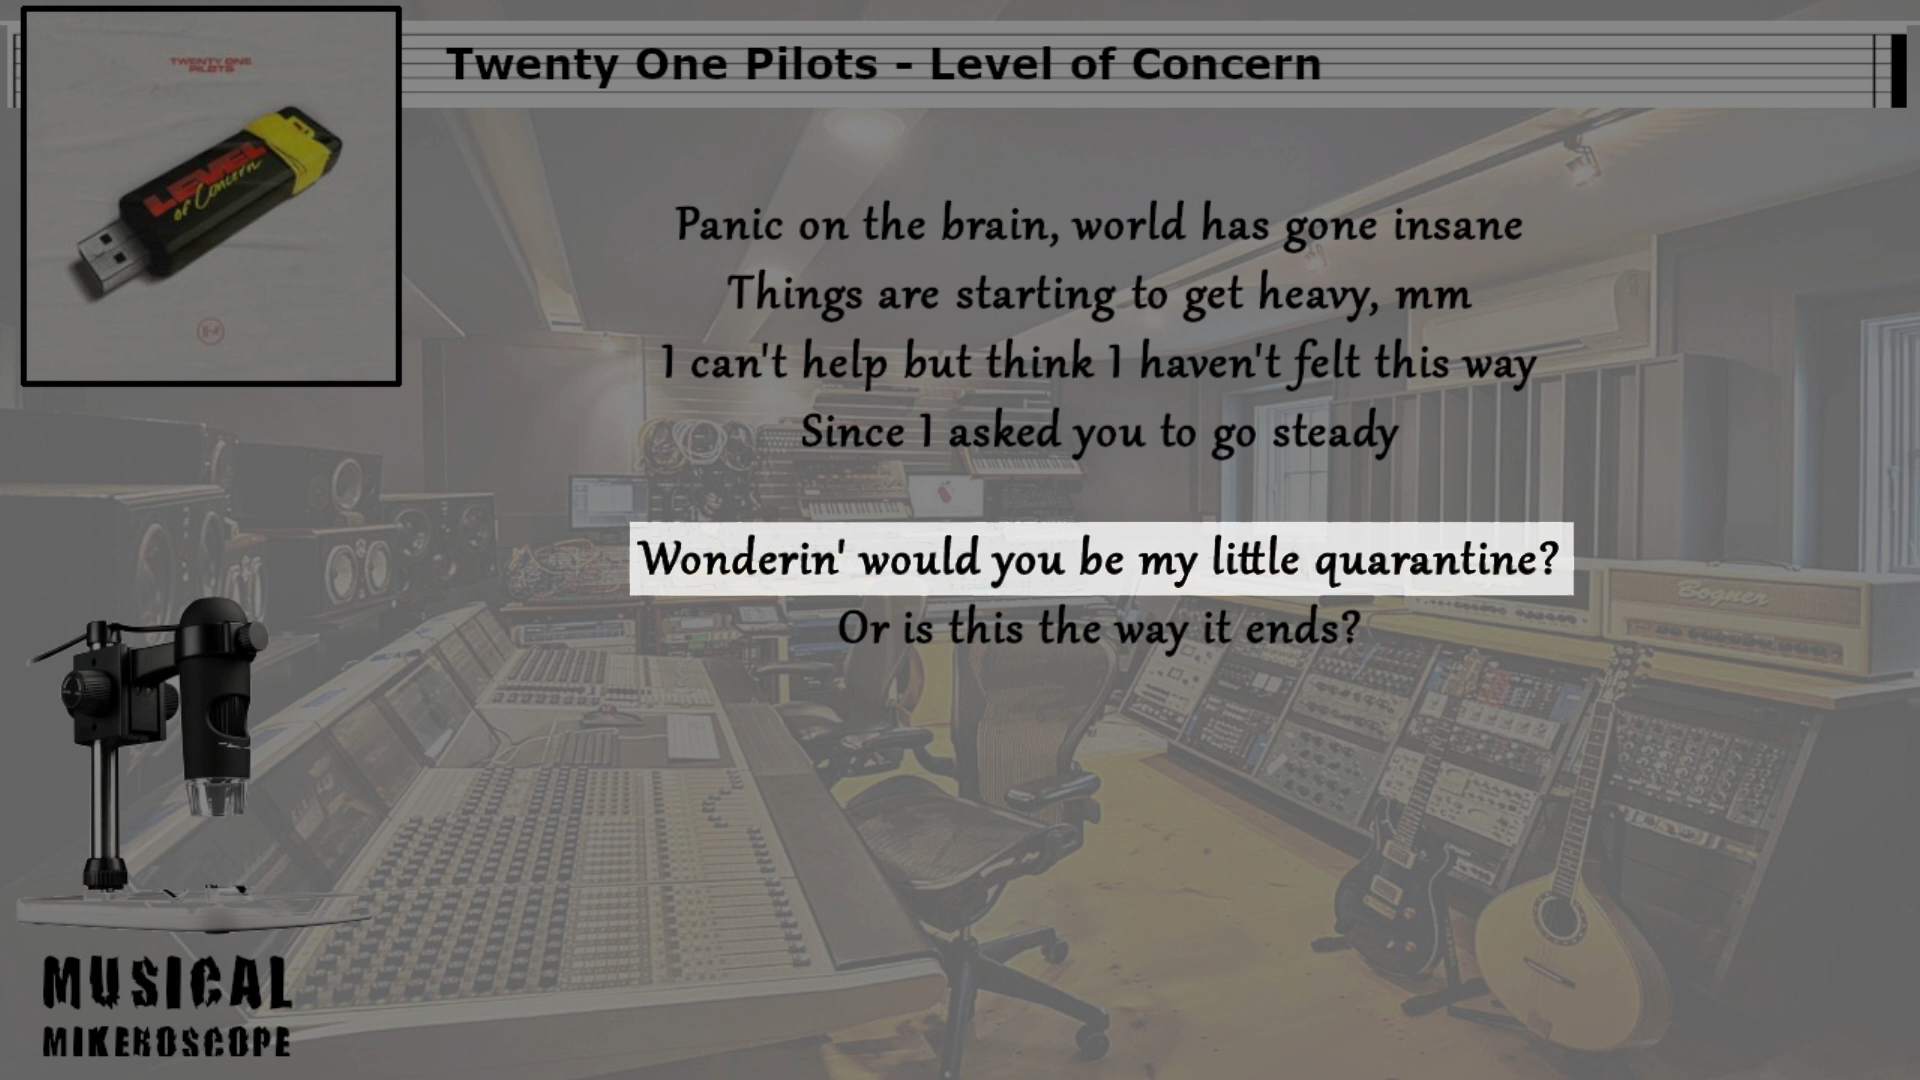 TWENTY ONE
PILOTS
LEVEL
of Concern
Twenty One Pilots - Level of Concern
Panic on the brain, world has gone insane
Things are starting to get heavy, mm
I can't help but think I haven't felt this way
Since I asked you to go steady
Wonderin' would you be my little quarantine?
Or is this the way it ends?
Bogner
MUSICAL
MIKEROSCOPE